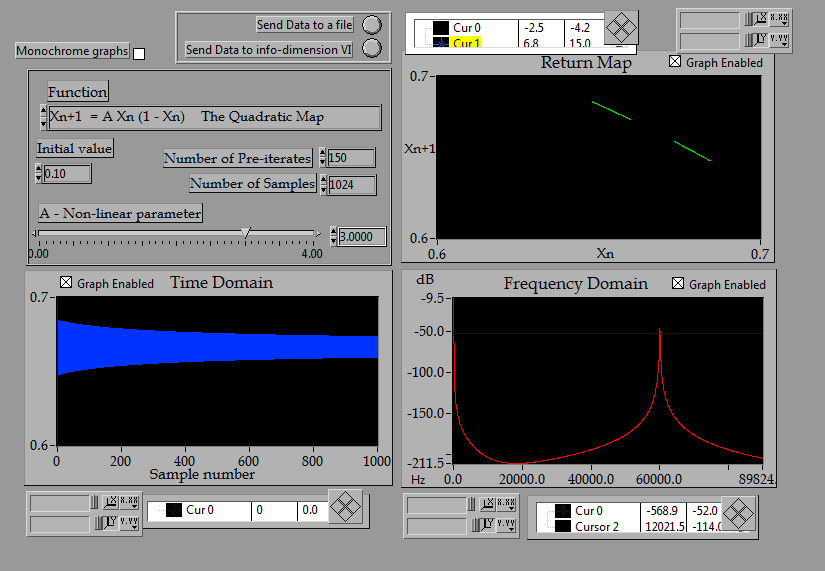 Send Data to a file
Send Data to info-dimension VI
Monochrome graphs
Cur 0 -2.5 -4.2
Cur 1 6.8 15.0
X.XX
Y.YY
Function
Xn+1 = A Xn (1 - Xn) The Quadratic Map
Initial value
0.10
Number of Pre-iterates 150
Number of Samples 1024
A - Non-linear parameter
0.00 4.00
3.0000
Return Map Graph Enabled
0.7
Xn+1
0.6
0.6 Xn 0.7
Graph Enabled Time Domain
0.7
0.6
0 200 400 600 800 1000
Sample number
dB Frequency Domain Graph Enabled
-9.5
-50.0
-100.0
-150.0
-211.5
Hz 0.0 20000.0 40000.0 60000.0 89824.
X.XX
Y.YY
Cur 0 0 0.0
X.XX
Y.YY
Cur 0 -568.9 -52.0
Cursor 2 12021.5 -114.0